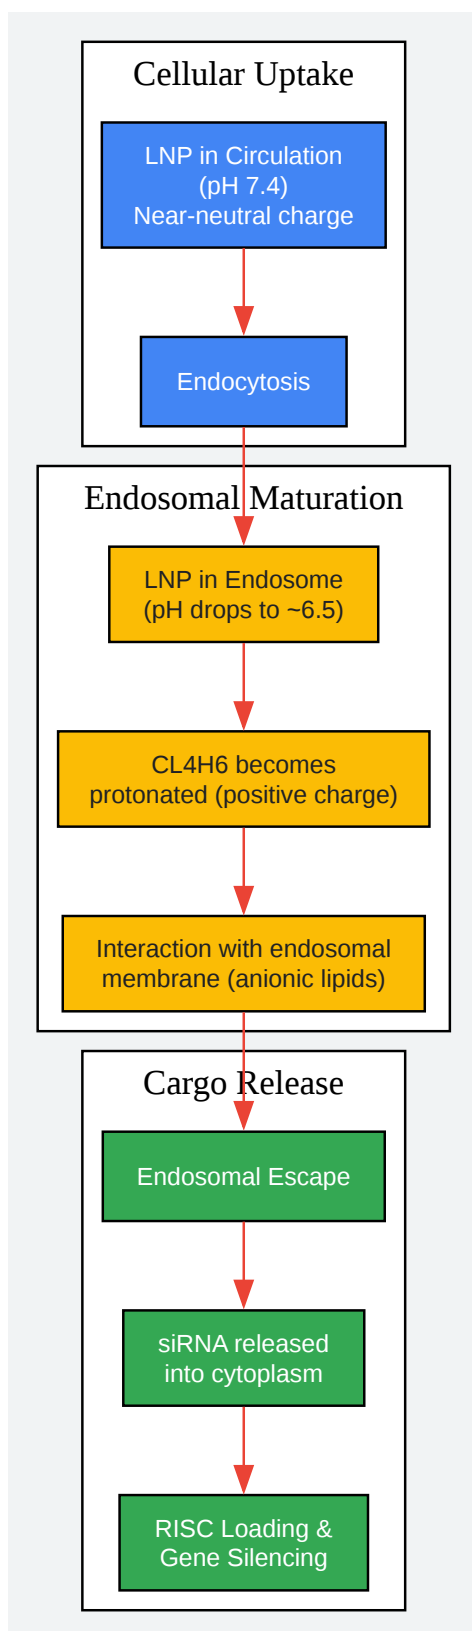 Cellular Uptake
LNP in Circulation
(pH 7.4)
Near-neutral charge
Endocytosis
Endosomal Maturation
LNP in Endosome
(pH drops to ~6.5)
CL4H6 becomes
protonated (positive charge)
Interaction with endosomal
membrane (anionic lipids)
Cargo Release
Endosomal Escape
siRNA released
into cytoplasm
RISC Loading &
Gene Silencing